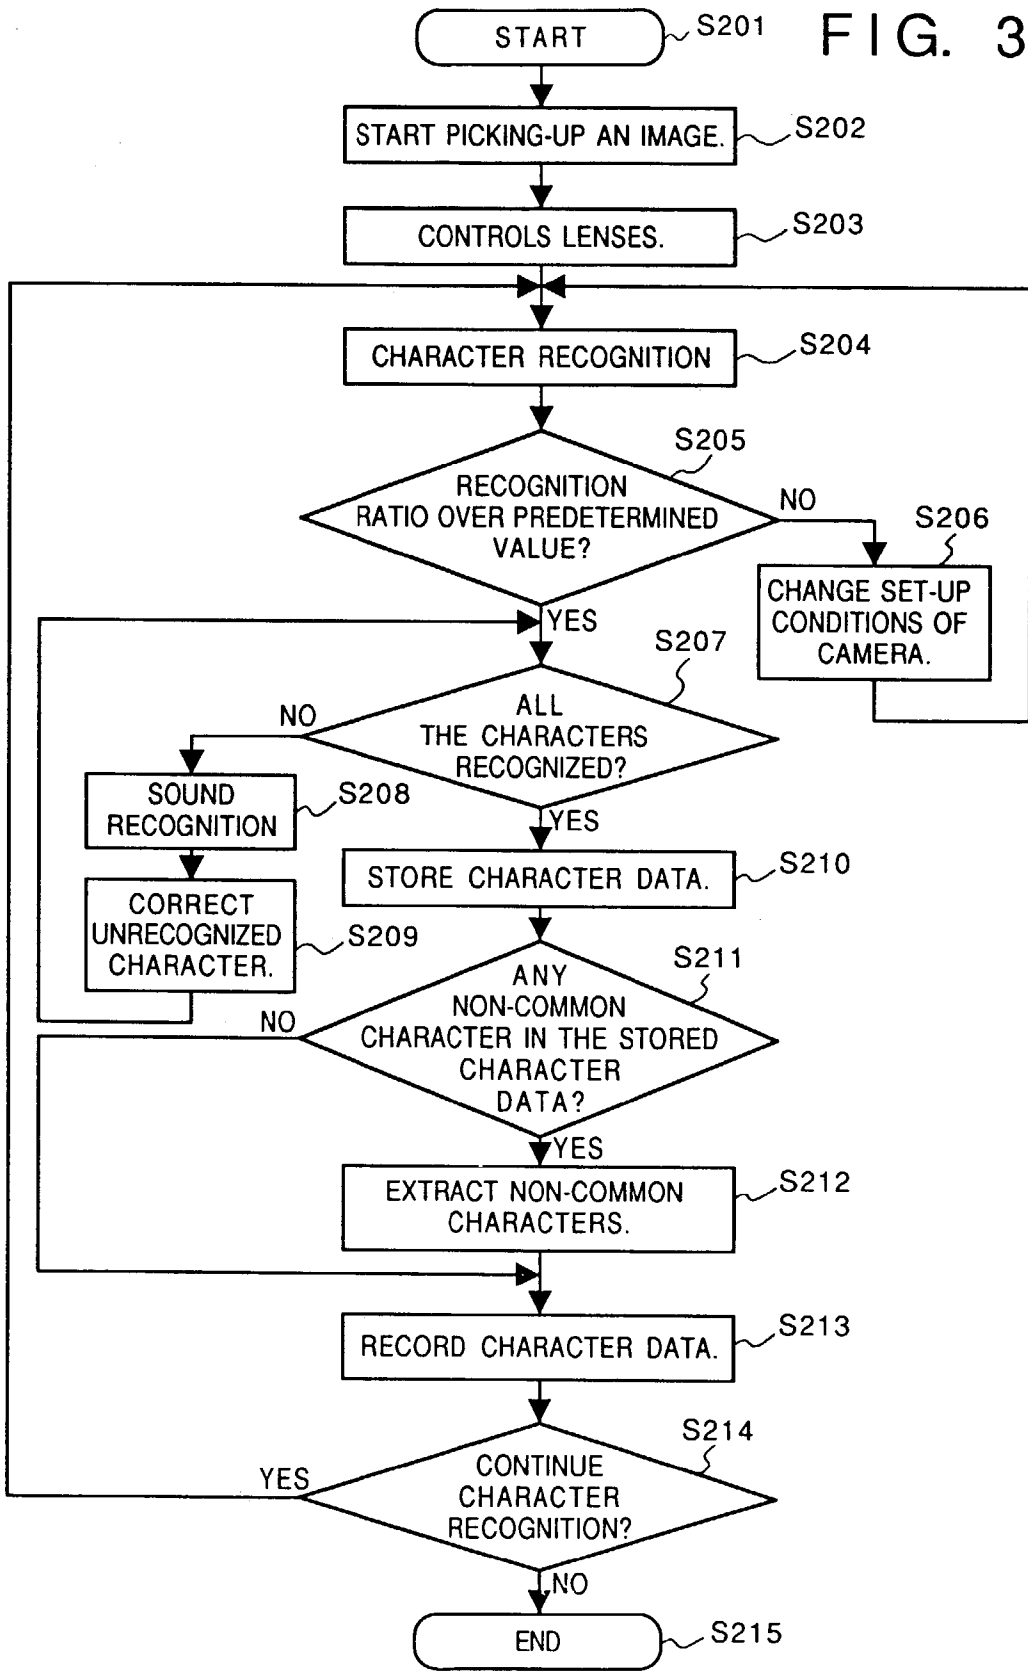 FIG. 3
START
S201
START PICKING-UP AN IMAGE.
S202
CONTROLS LENSES.
S203
CHARACTER RECOGNITION
S204
S205
RECOGNITION
RATIO OVER PREDETERMINED
VALUE?
NO
S206
CHANGE SET-UP
CONDITIONS OF
CAMERA.
YES
S207
ALL
THE CHARACTERS
RECOGNIZED?
NO
SOUND
RECOGNITION
S208
CORRECT
UNRECOGNIZED
CHARACTER.
S209
YES
STORE CHARACTER DATA.
S210
S211
ANY
NON-COMMON
CHARACTER IN THE STORED
CHARACTER
DATA?
NO
YES
EXTRACT NON-COMMON
CHARACTERS.
S212
RECORD CHARACTER DATA.
S213
S214
CONTINUE
CHARACTER
RECOGNITION?
YES
NO
END
S215